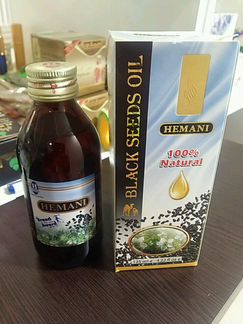 HEMANI
BLACK SEEDS OIL
HEMANI
100%
Natural